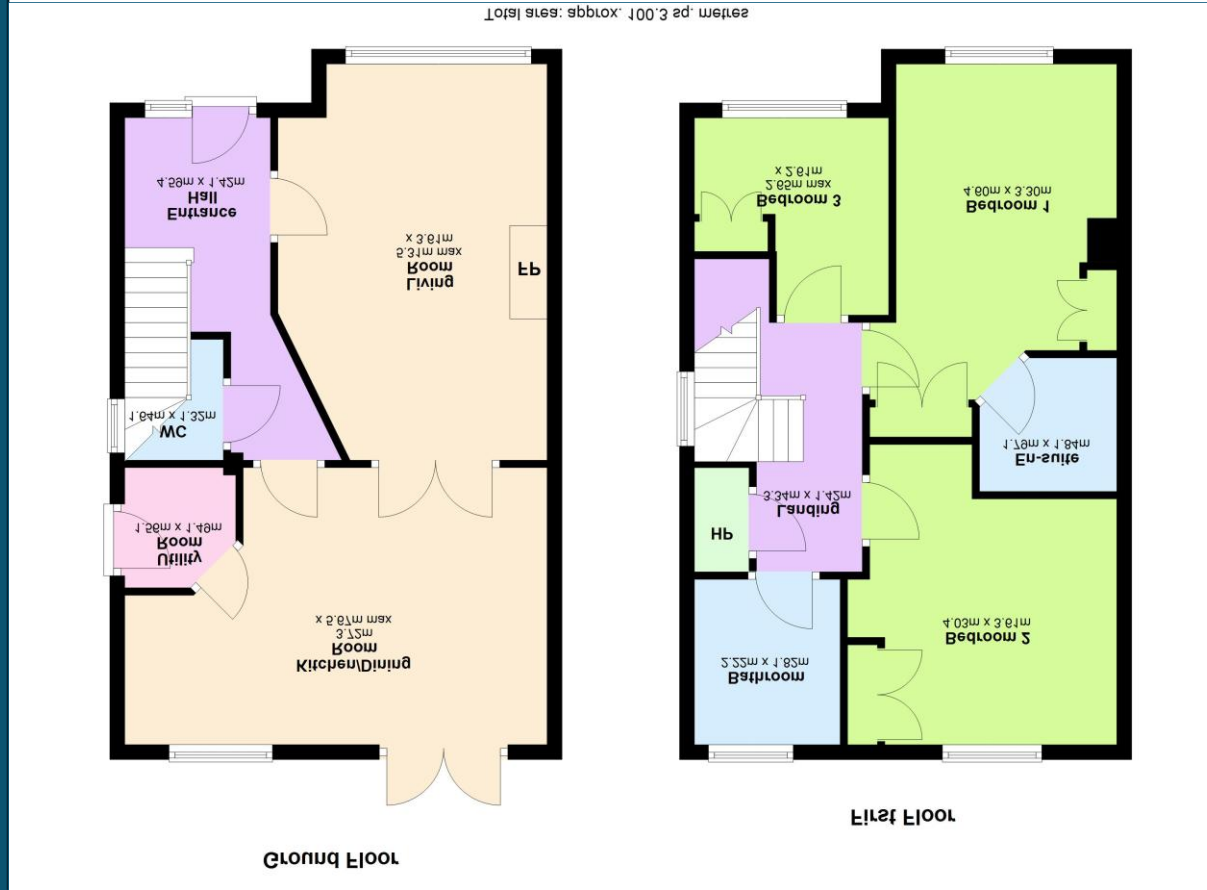 Ground Floor
Kitchen/Dining
Room
3.72m
x 5.67m max
Utility
Room
1.56m x 1.49m
WC
1.64m x 1.32m
Living
Room
5.31m max
x 3.61m
FP
Entrance
Hall
4.59m x 1.42m
First Floor
Bathroom
2.22m x 1.82m
Bedroom 2
4.03m x 3.61m
HP
Landing
3.34m x 1.42m
En-suite
1.79m x 1.84m
Bedroom 3
2.65m max
x 2.61m
Bedroom 1
4.60m x 3.30m
Total area: approx. 100.3 sq. metres